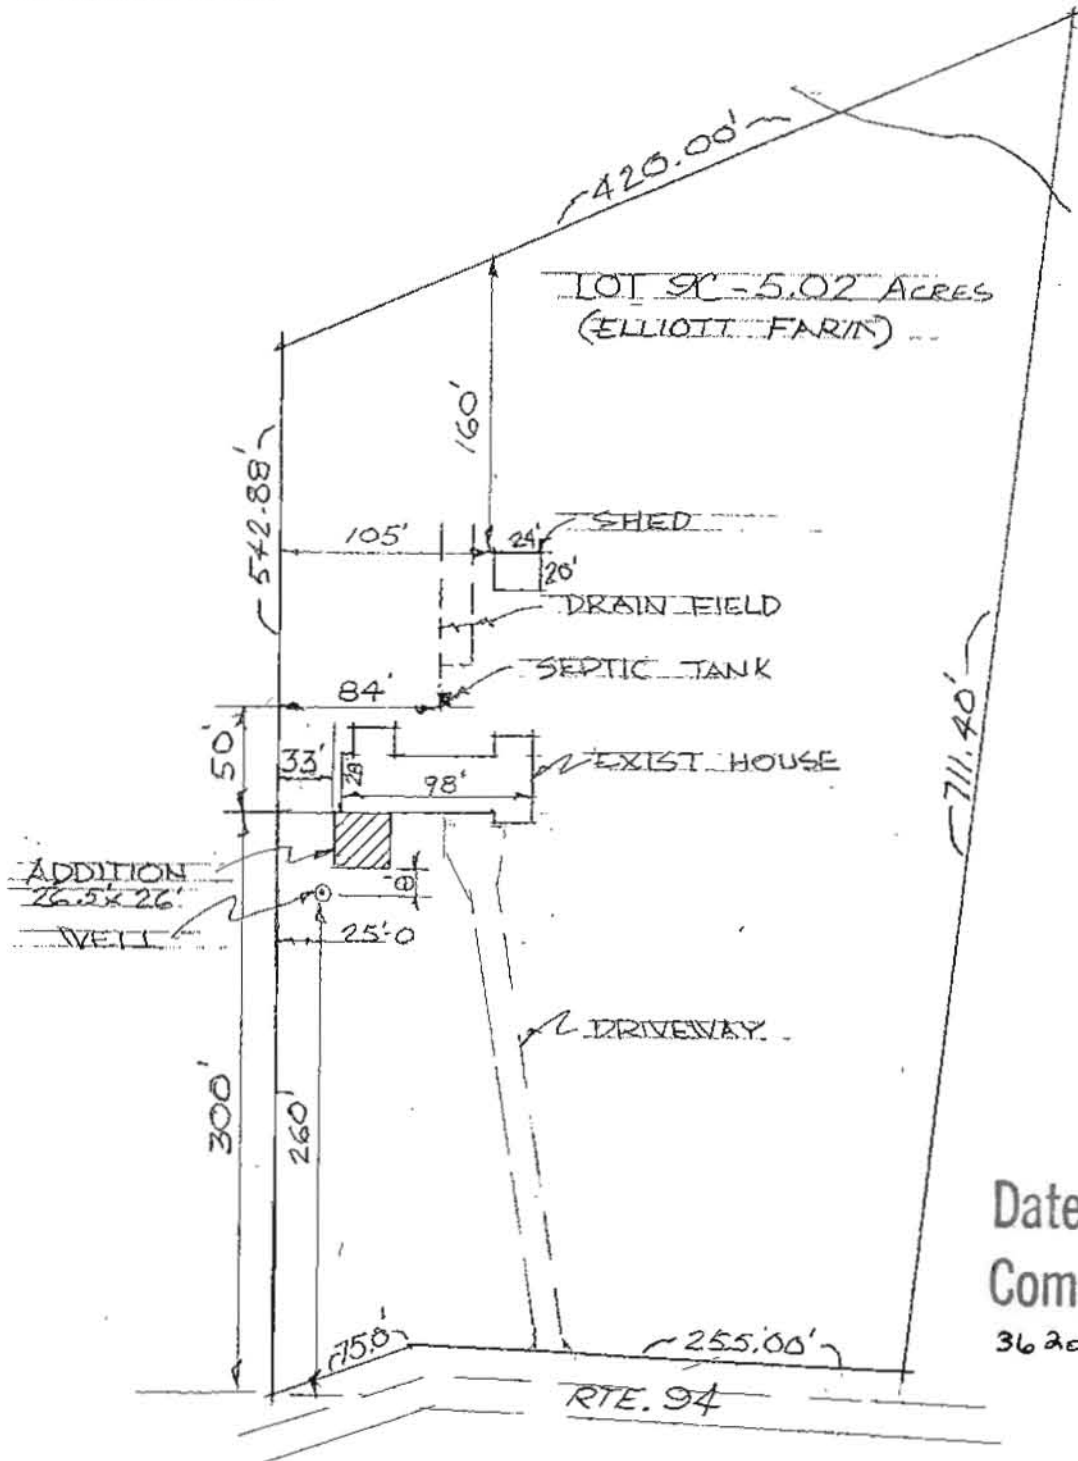 420.00'
LOT 9C - 5.02 ACRES
(ELLIOTT FARM)
160'
542.88'
105'
24'
SHED
20'
DRAIN FIELD
SEPTIC TANK
84'
50'
33'
28'
98'
EXIST HOUSE
711.40'
ADDITION
26.5' x 26'
WELL
25'-0
DRIVEWAY
300'
260'
Date
Com
75.0'
255.00'
RTE. 94